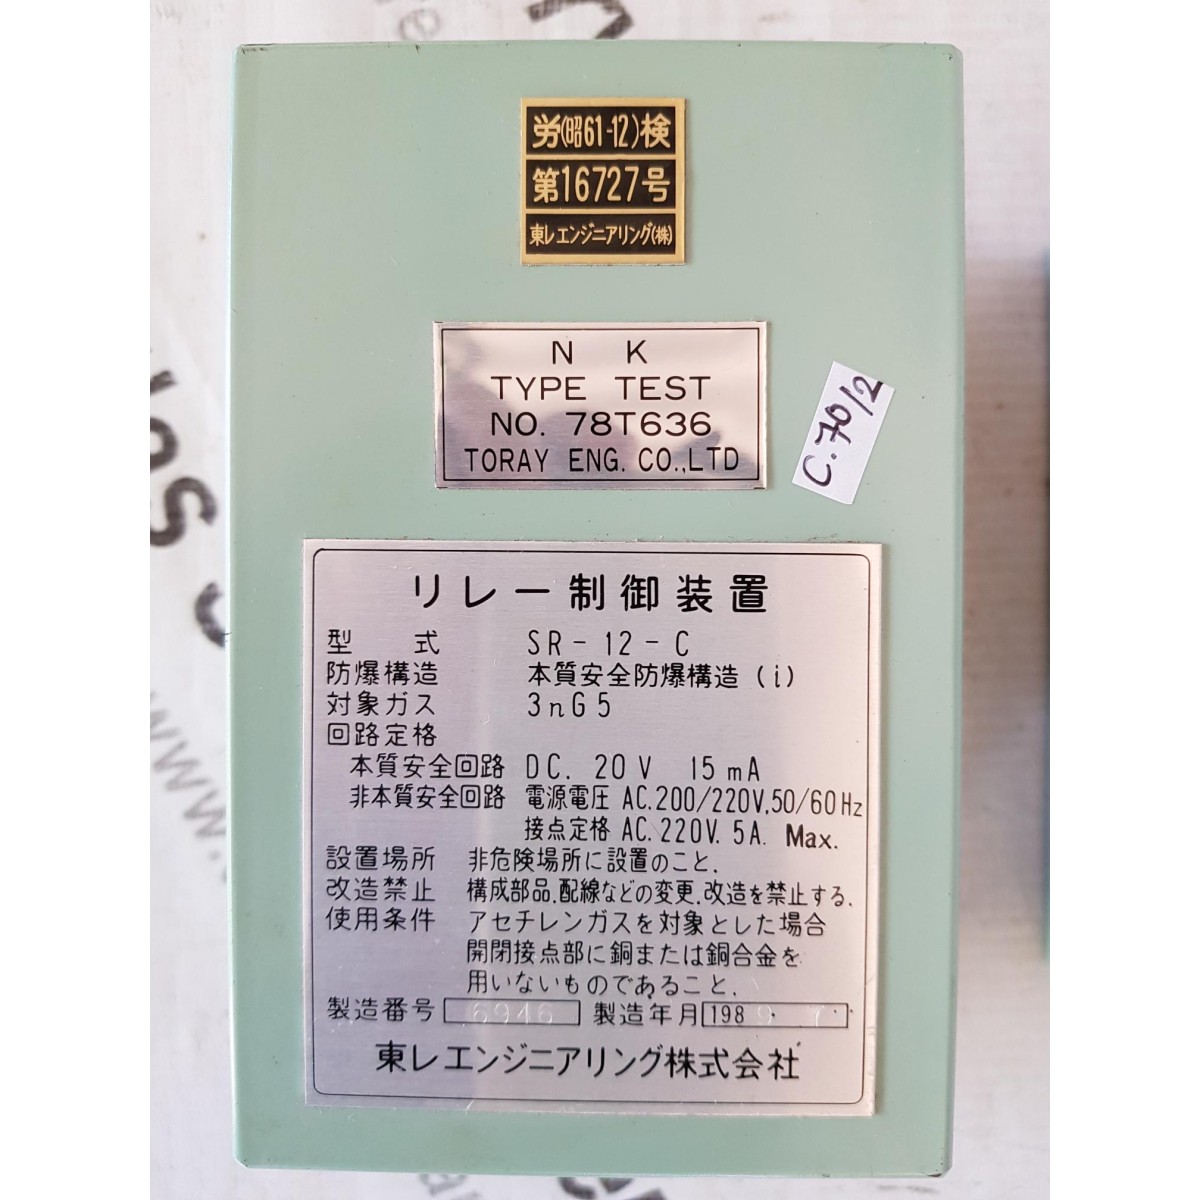 労(昭61-12)検
第16727号
東レエンジニアリング(株)
N K
TYPE TEST
NO. 78T636
TORAY ENG. CO.,LTD
C.70/2
リレー制御装置
型 式 SR-12-C
防爆構造 本質安全防爆構造(i)
対象ガス 3nG5
回路定格
本質安全回路 DC. 20V 15mA
非本質安全回路 電源電圧 AC.200/220V.50/60Hz
接点定格 AC.220V.5A. Max.
設置場所 非危険場所に設置のこと.
改造禁止 構成部品.配線などの変更.改造を禁止する.
使用条件 アセチレンガスを対象とした場合
開閉接点部に銅または銅合金を
用いないものであること.
製造番号 6946 製造年月 1989. 7.
東レエンジニアリング株式会社